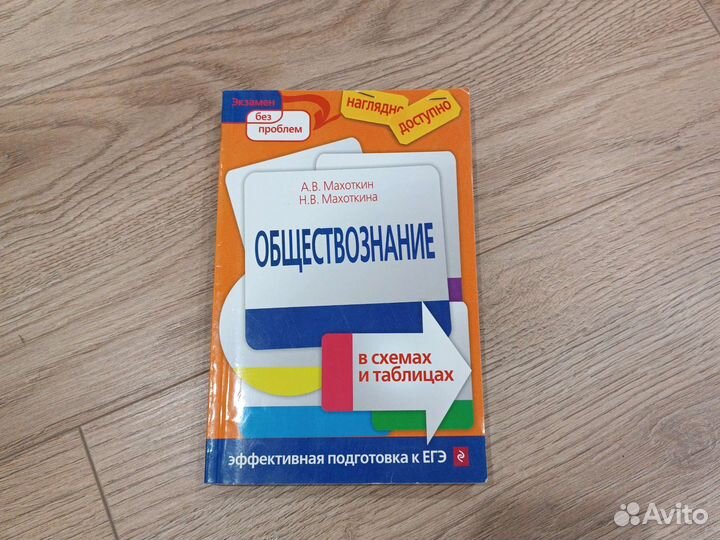 Экзамен
без
проблем
наглядно
доступно
А.В. Махоткин
Н.В. Махоткина
ОБЩЕСТВОЗНАНИЕ
в схемах
и таблицах
эффективная подготовка к ЕГЭ
Avito